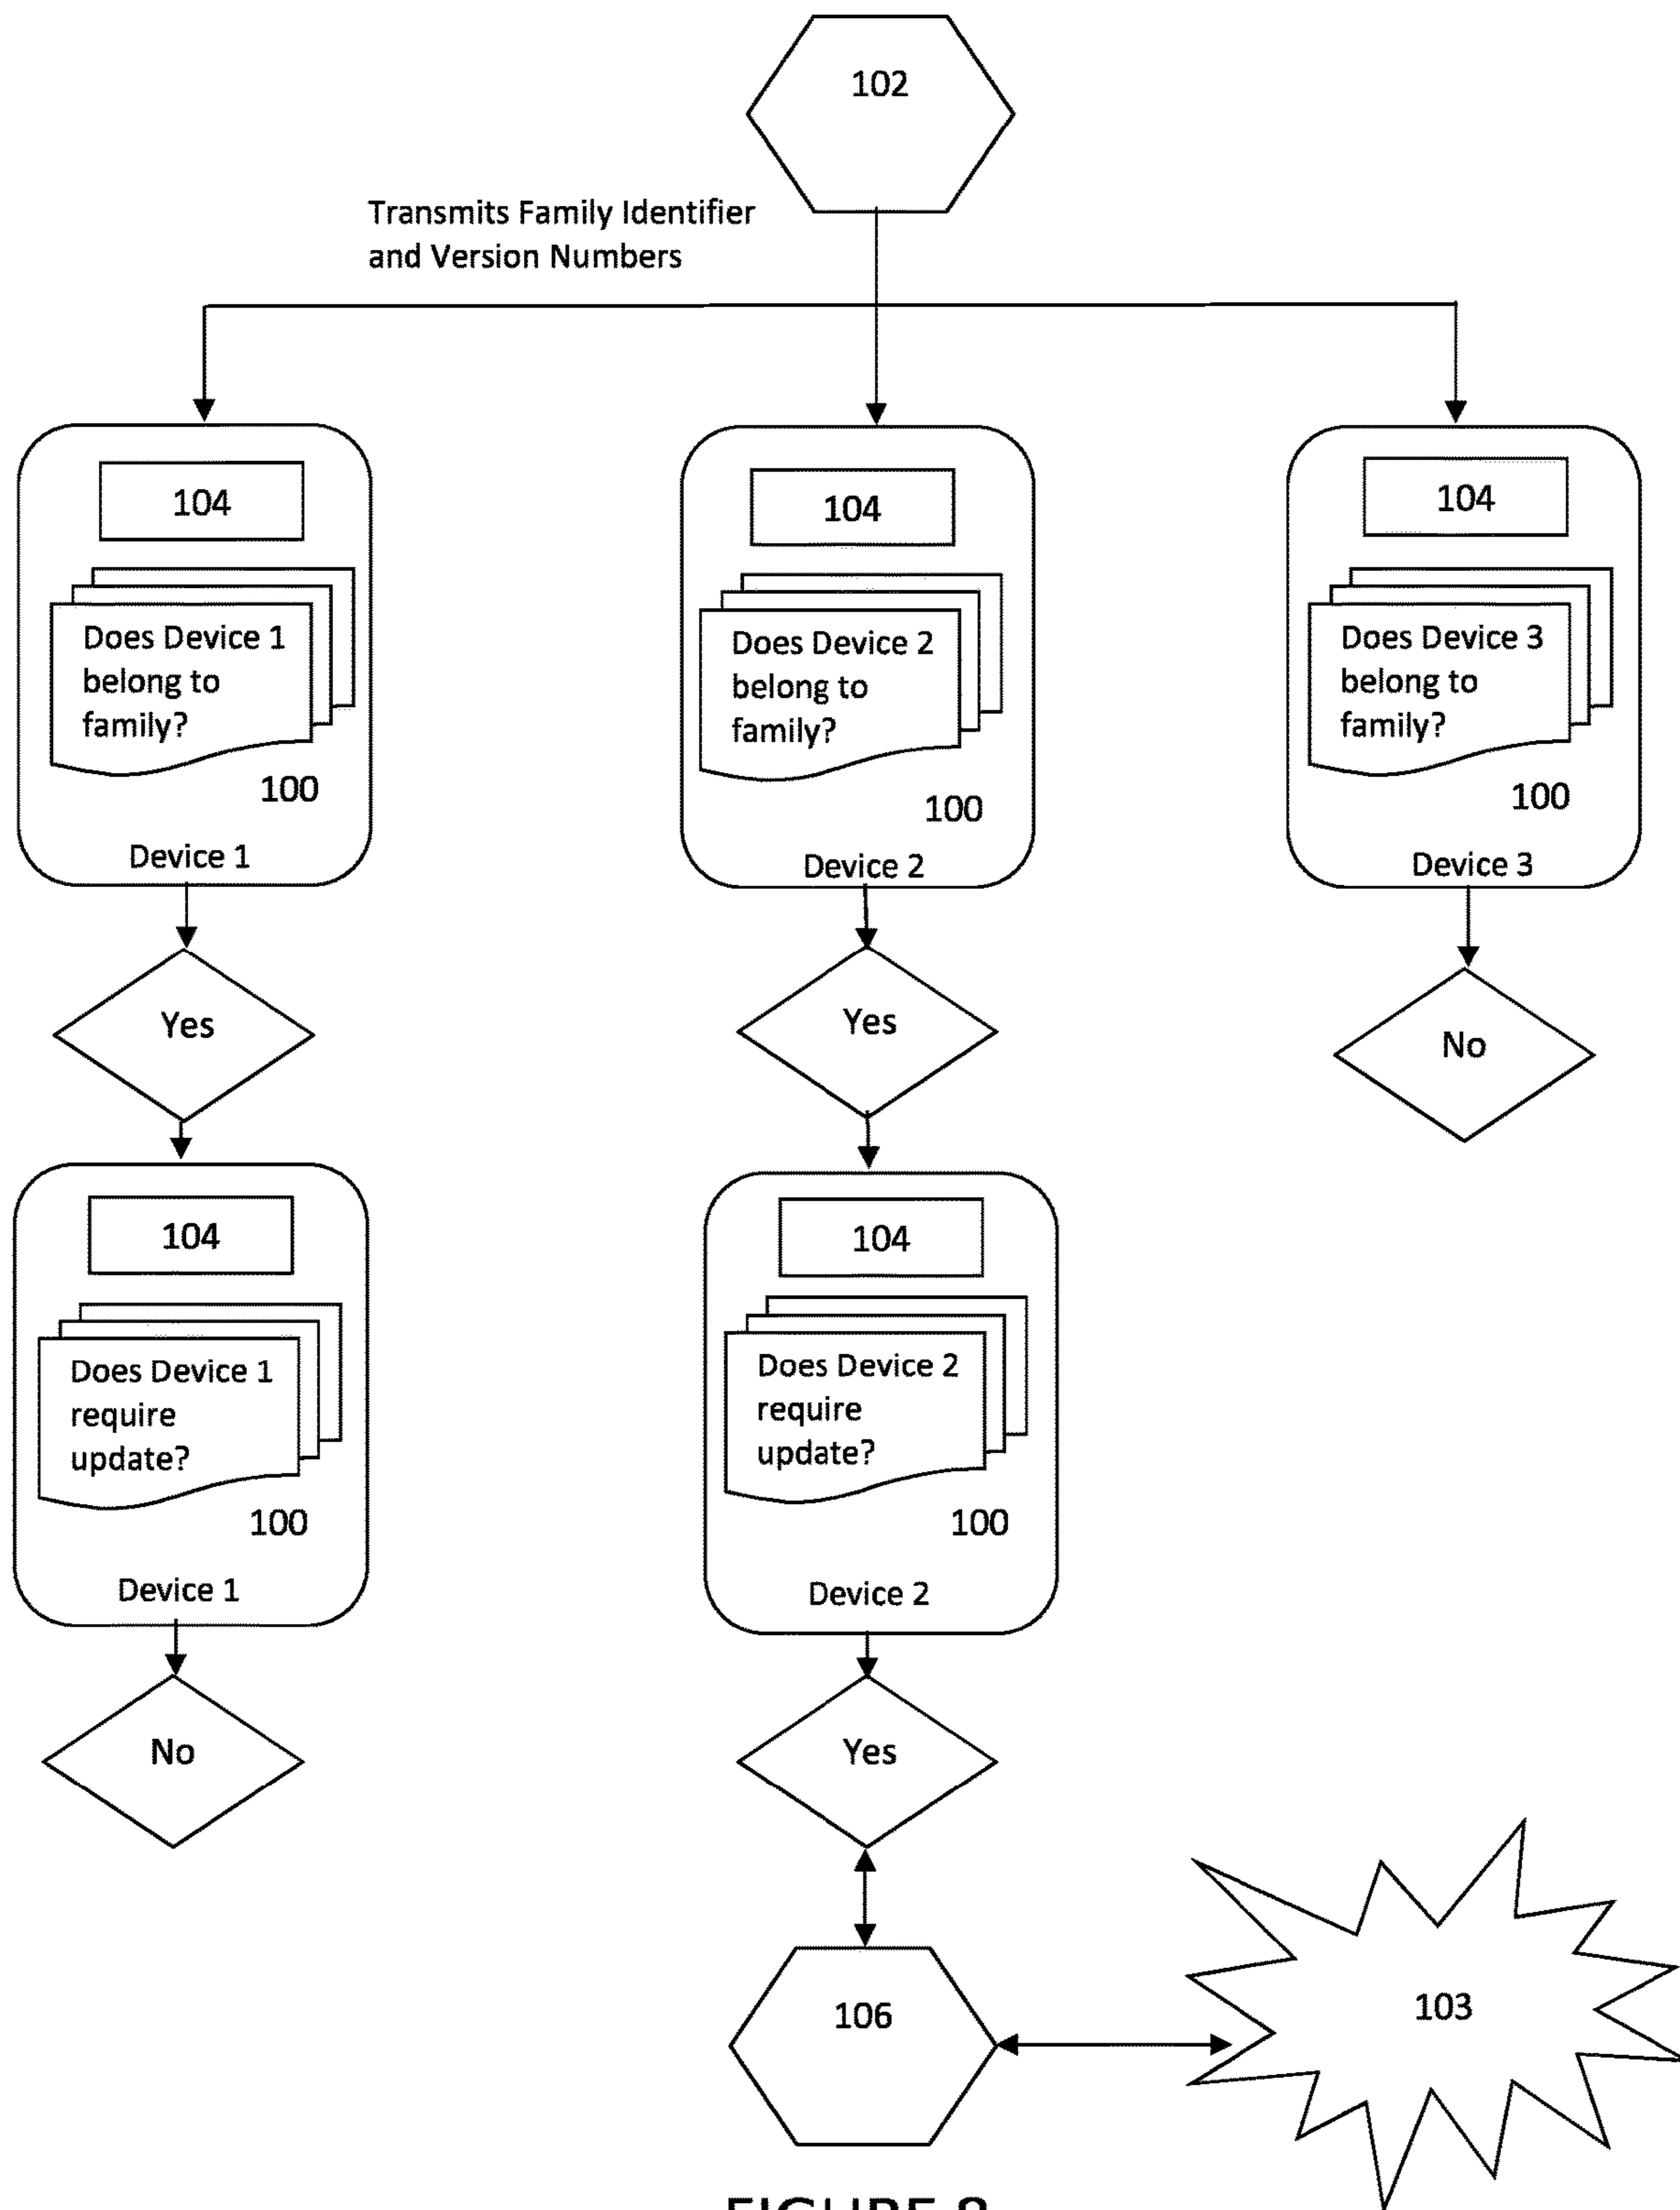 102
Transmits Family Identifier
and Version Numbers
104
Does Device 1
belong to
family?
100
Device 1
104
Does Device 2
belong to
family?
100
Device 2
104
Does Device 3
belong to
family?
100
Device 3
Yes
Yes
No
104
Does Device 1
require
update?
100
Device 1
104
Does Device 2
require
update?
100
Device 2
No
Yes
106
103
FIGURE 8